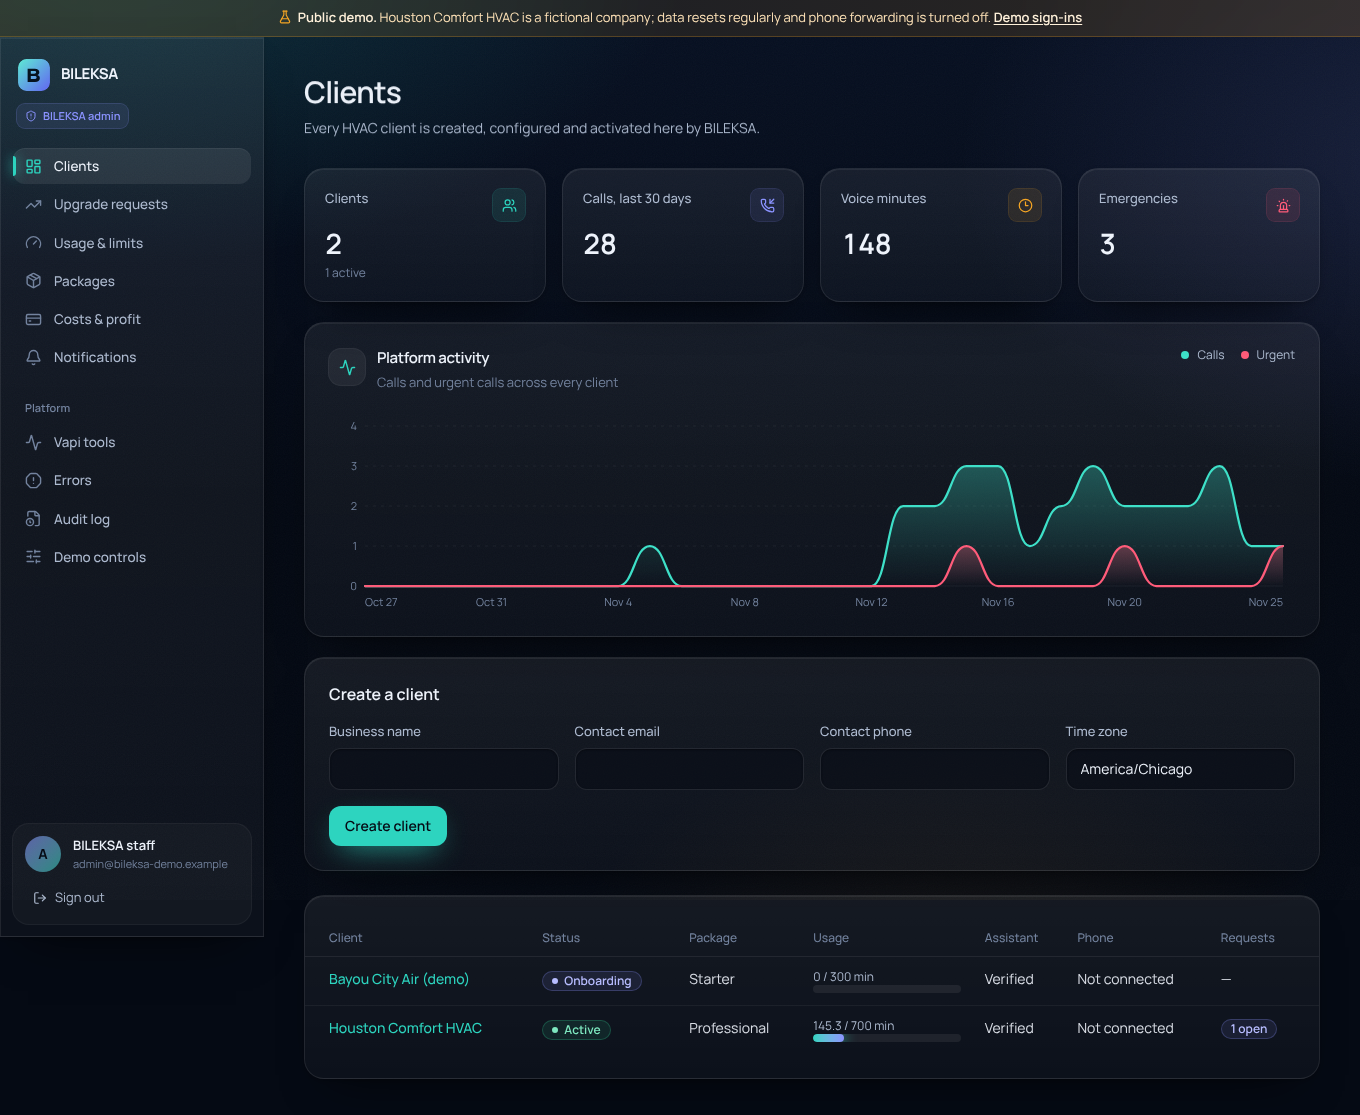 Public demo. Houston Comfort HVAC is a fictional company; data resets regularly and phone forwarding is turned off. Demo sign-ins
B BILEKSA
BILEKSA admin
Clients
Upgrade requests
Usage & limits
Packages
Costs & profit
Notifications
Platform
Vapi tools
Errors
Audit log
Demo controls
A
BILEKSA staff
admin@bileksa-demo.example
Sign out
Clients
Every HVAC client is created, configured and activated here by BILEKSA.
Clients
2
1 active
Calls, last 30 days
28
Voice minutes
148
Emergencies
3
Platform activity
Calls and urgent calls across every client
Calls Urgent
4
3
2
1
0
Oct 27 Oct 31 Nov 4 Nov 8 Nov 12 Nov 16 Nov 20 Nov 25
Create a client
Business name Contact email Contact phone Time zone
America/Chicago
Create client
Client Status Package Usage Assistant Phone Requests
Bayou City Air (demo) Onboarding Starter 0 / 300 min Verified Not connected —
Houston Comfort HVAC Active Professional 145.3 / 700 min Verified Not connected 1 open